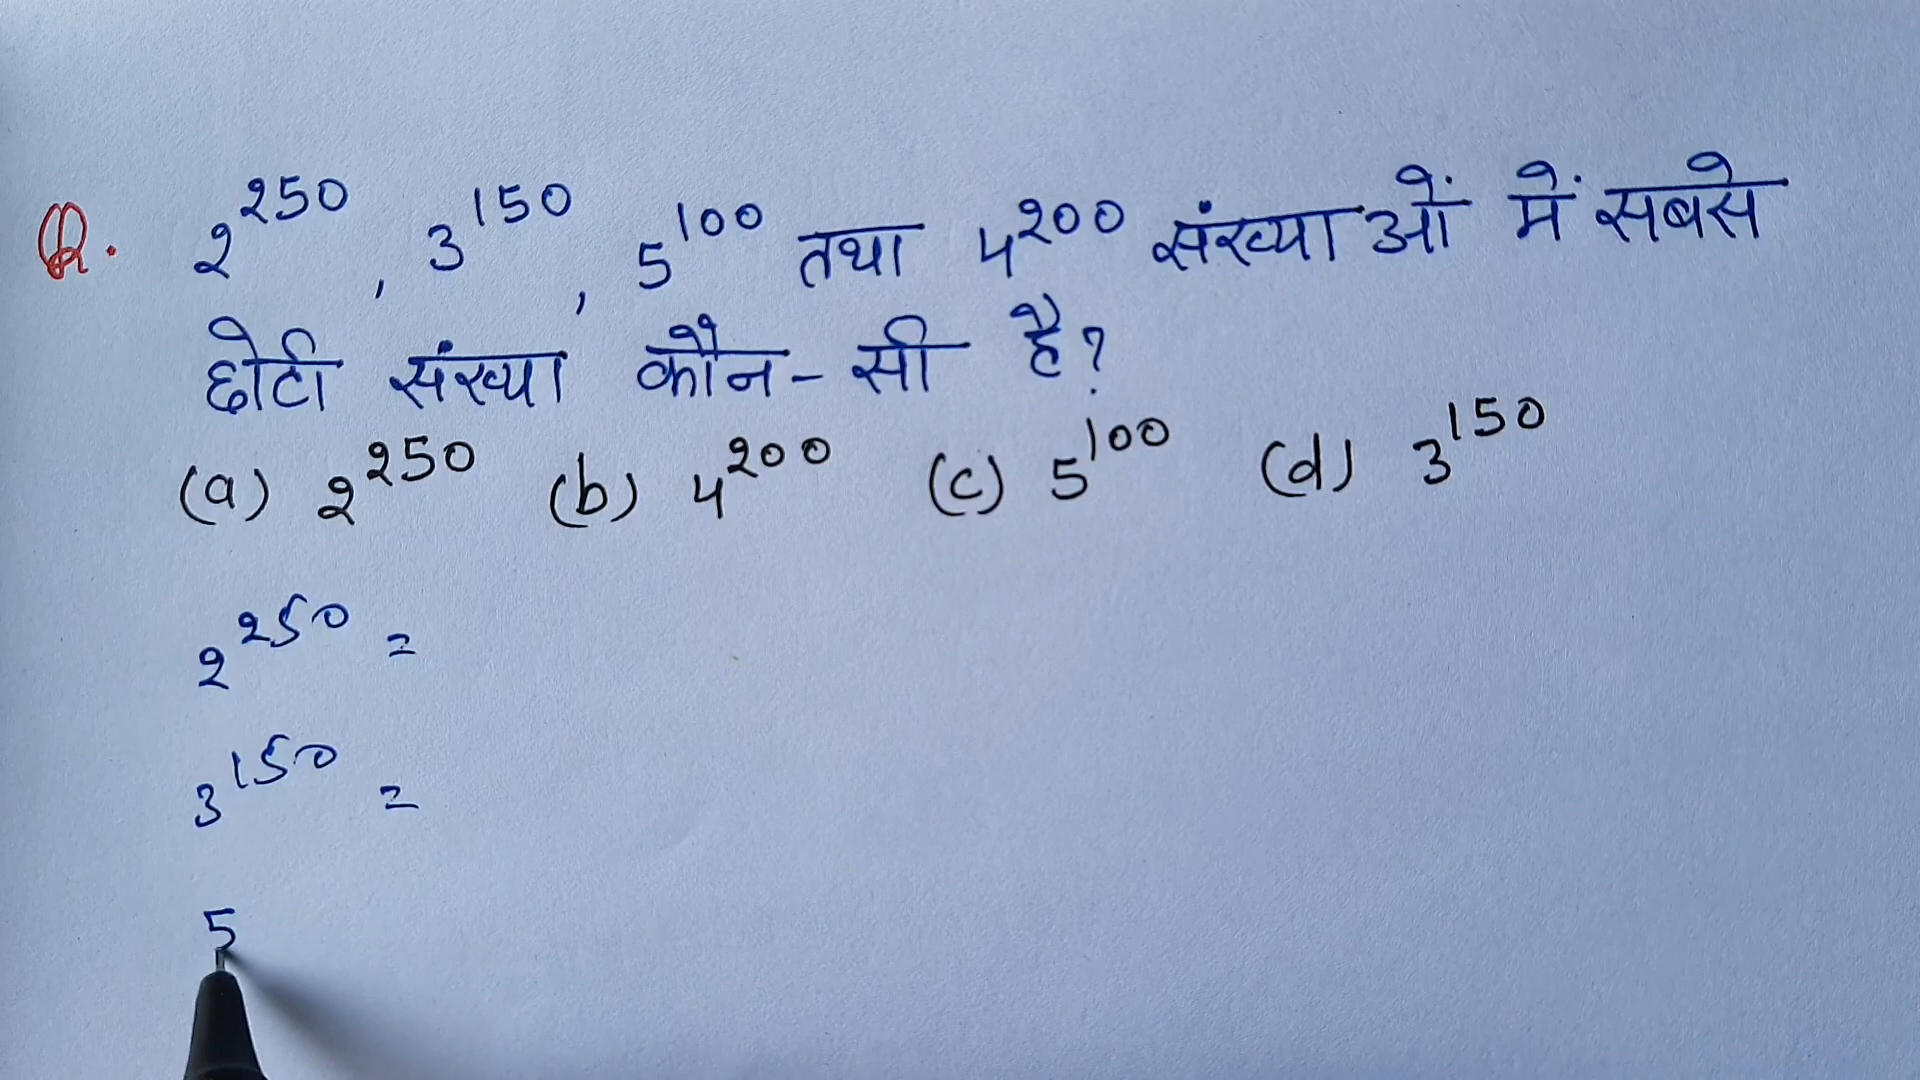 Q. 2^250, 3^150, 5^100 तथा 4^200 संख्याओं में सबसे
छोटी संख्या कौन-सी है?
(a) 2^250 (b) 4^200 (c) 5^100 (d) 3^150
2^250 =
3^150 =
5